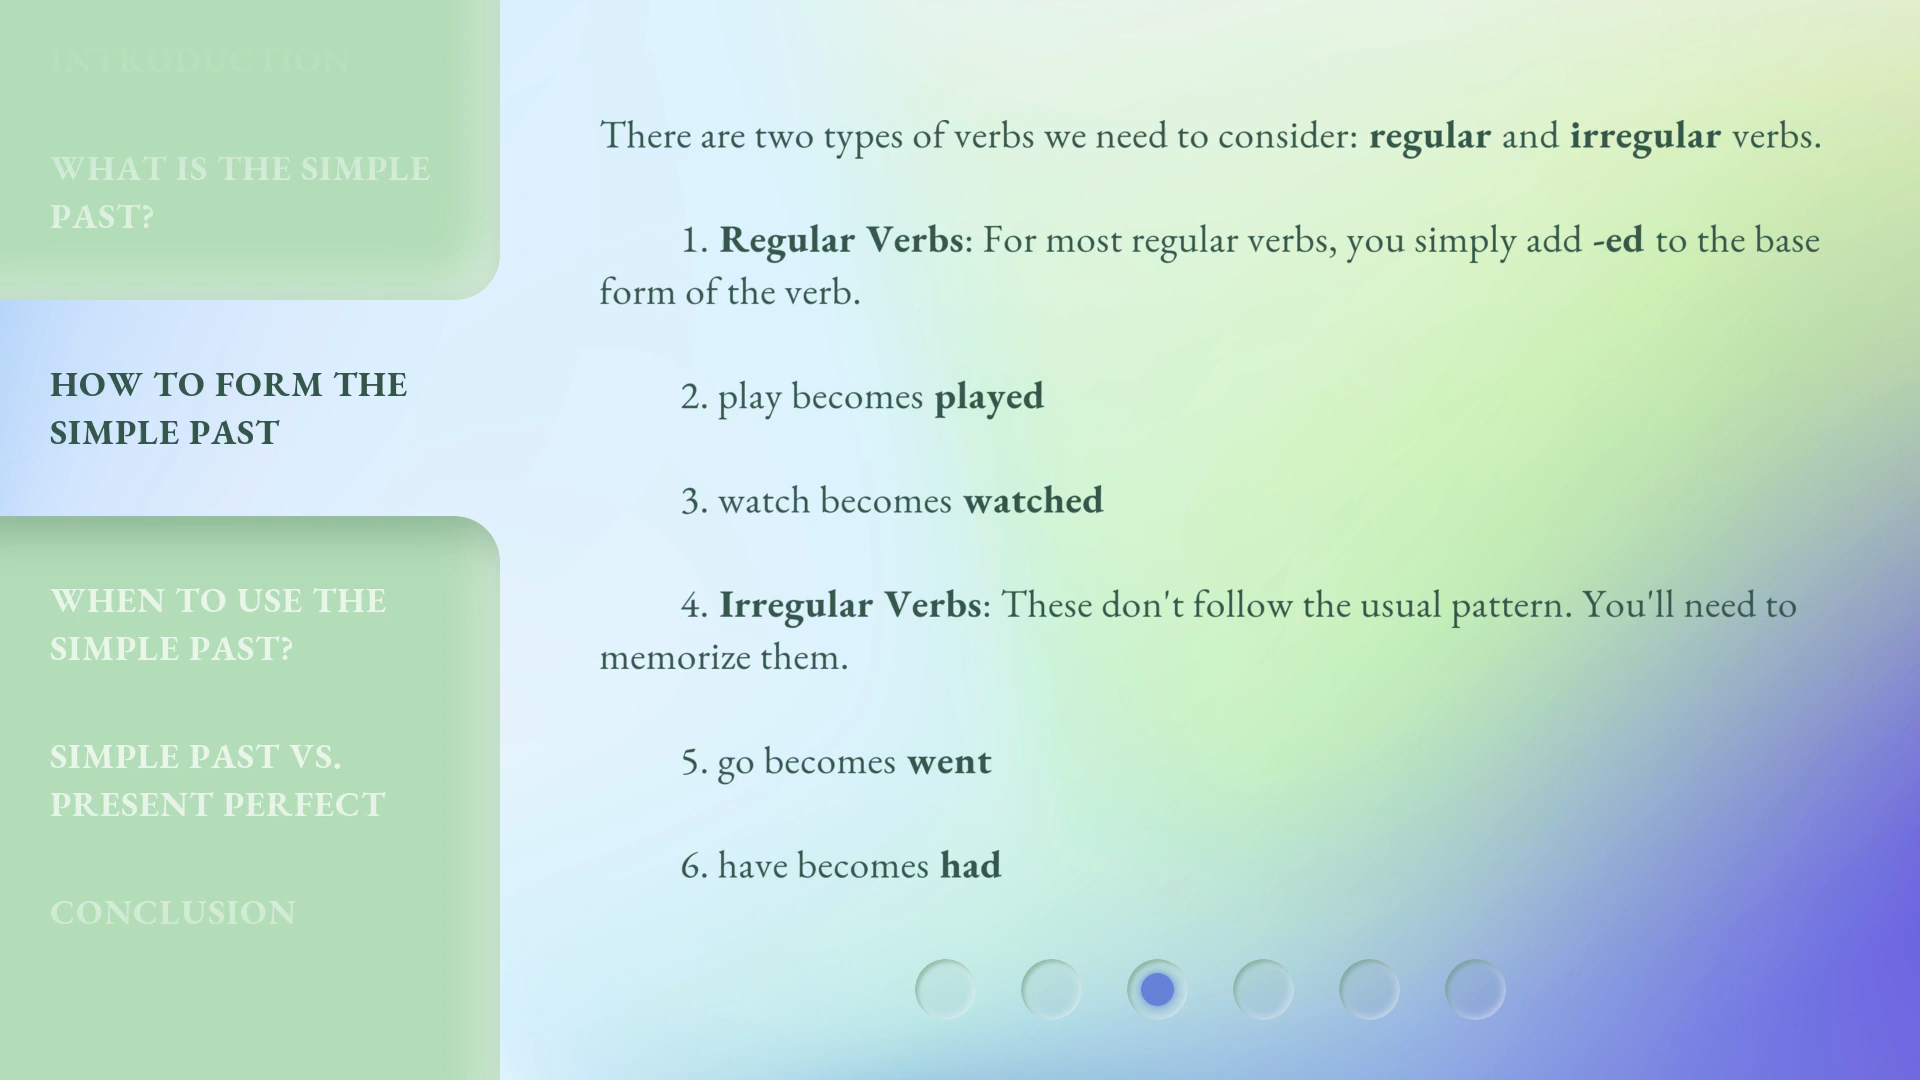 INTRODUCTION
WHAT IS THE SIMPLE
PAST?
HOW TO FORM THE
SIMPLE PAST
WHEN TO USE THE
SIMPLE PAST?
SIMPLE PAST VS.
PRESENT PERFECT
CONCLUSION
There are two types of verbs we need to consider: regular and irregular verbs.
1. Regular Verbs: For most regular verbs, you simply add -ed to the base
form of the verb.
2. play becomes played
3. watch becomes watched
4. Irregular Verbs: These don't follow the usual pattern. You'll need to
memorize them.
5. go becomes went
6. have becomes had